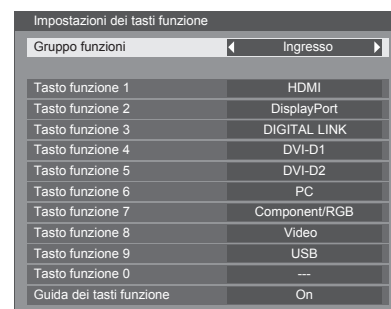 Impostazioni dei tasti funzione
Gruppo funzioni Ingresso
Tasto funzione 1 HDMI
Tasto funzione 2 DisplayPort
Tasto funzione 3 DIGITAL LINK
Tasto funzione 4 DVI-D1
Tasto funzione 5 DVI-D2
Tasto funzione 6 PC
Tasto funzione 7 Component/RGB
Tasto funzione 8 Video
Tasto funzione 9 USB
Tasto funzione 0 ---
Guida dei tasti funzione On